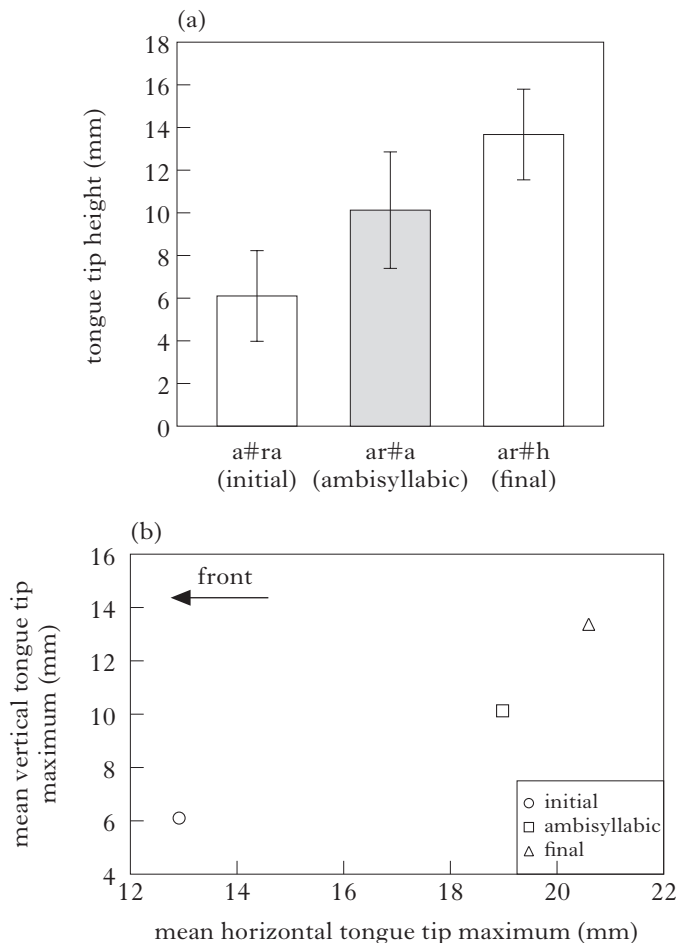 (a)
18
16
14
12
10
8
6
4
2
0
tongue tip height (mm)
a#ra ar#a ar#h
(initial) (ambisyllabic) (final)
(b)
16
14
12
10
8
6
4
mean vertical tongue tip
maximum (mm)
front
initial
ambisyllabic
final
12 14 16 18 20 22
mean horizontal tongue tip maximum (mm)